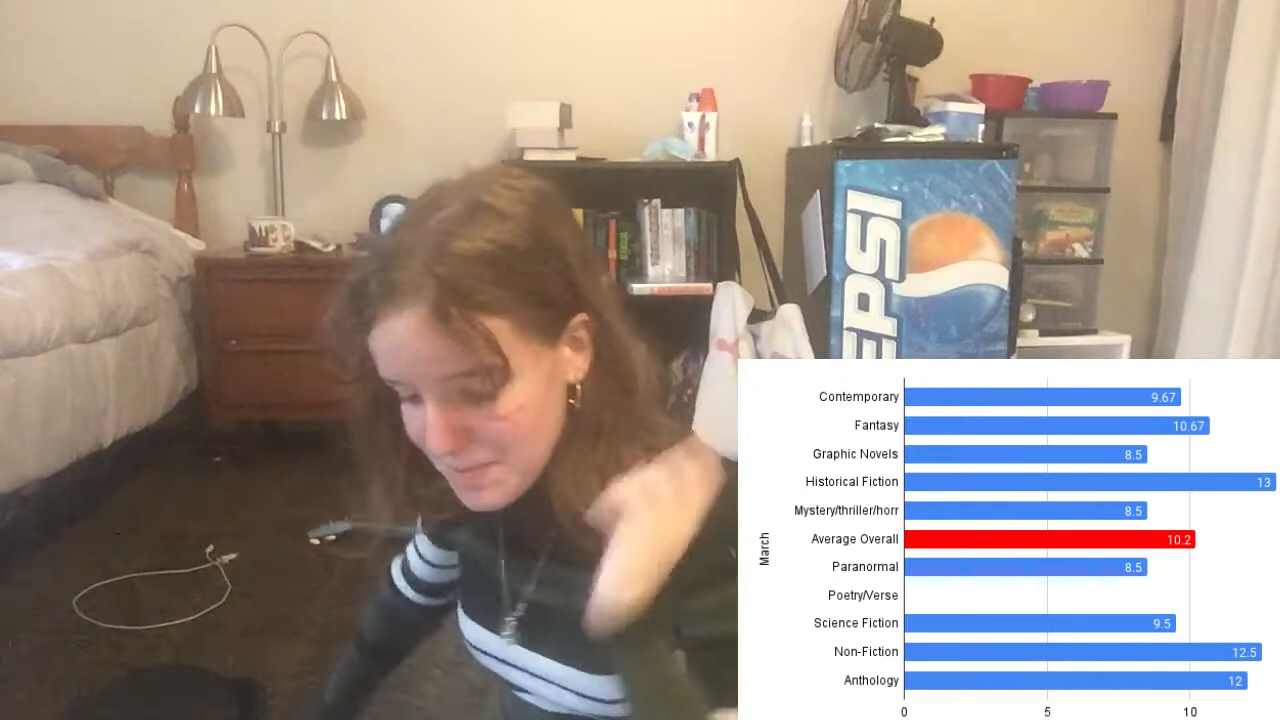 PEPSI
Contemporary 9.67
Fantasy 10.67
Graphic Novels 8.5
Historical Fiction 13
Mystery/thriller/horr 8.5
Average Overall 10.2
Paranormal 8.5
Poetry/Verse
Science Fiction 9.5
Non-Fiction 12.5
Anthology 12
March
0 5 10